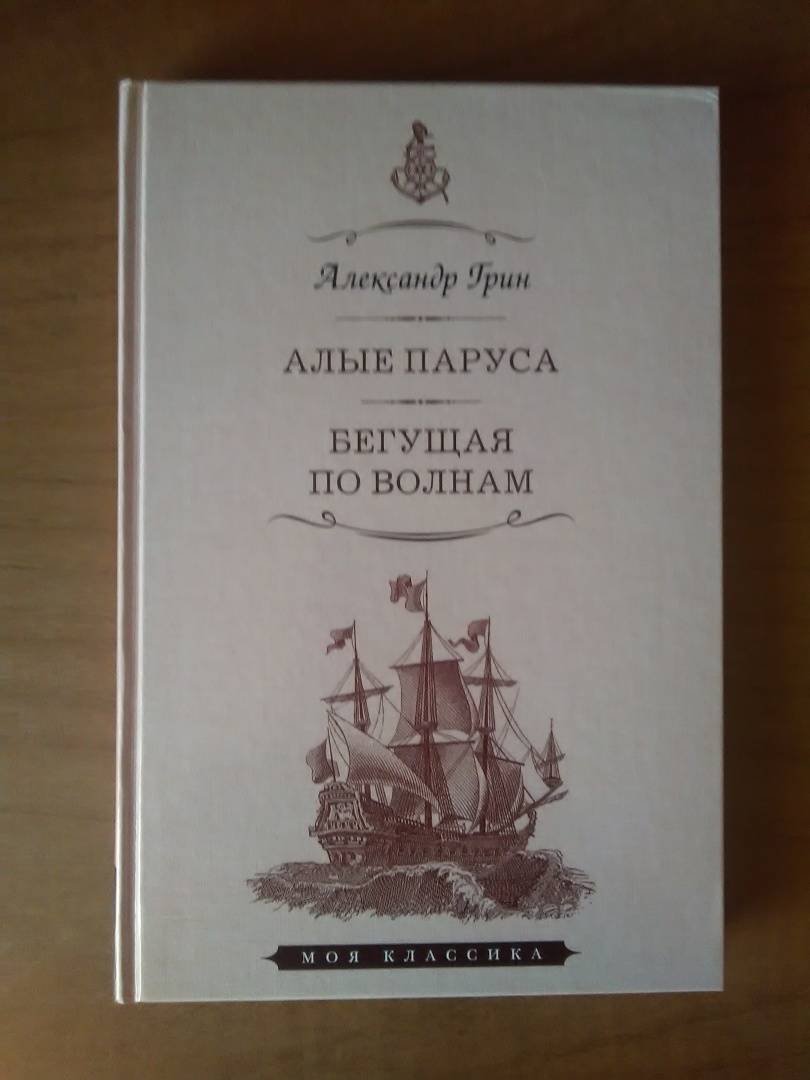 Александр Грин
АЛЫЕ ПАРУСА
БЕГУЩАЯ
ПО ВОЛНАМ
МОЯ КЛАССИКА